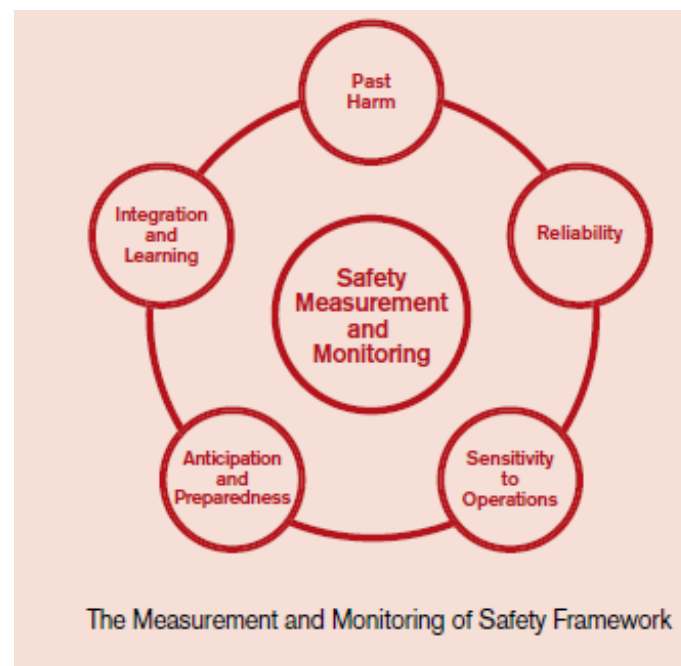 Past
Harm
Integration
and
Learning
Reliability
Safety
Measurement
and
Monitoring
Anticipation
and
Preparedness
Sensitivity
to
Operations
The Measurement and Monitoring of Safety Framework